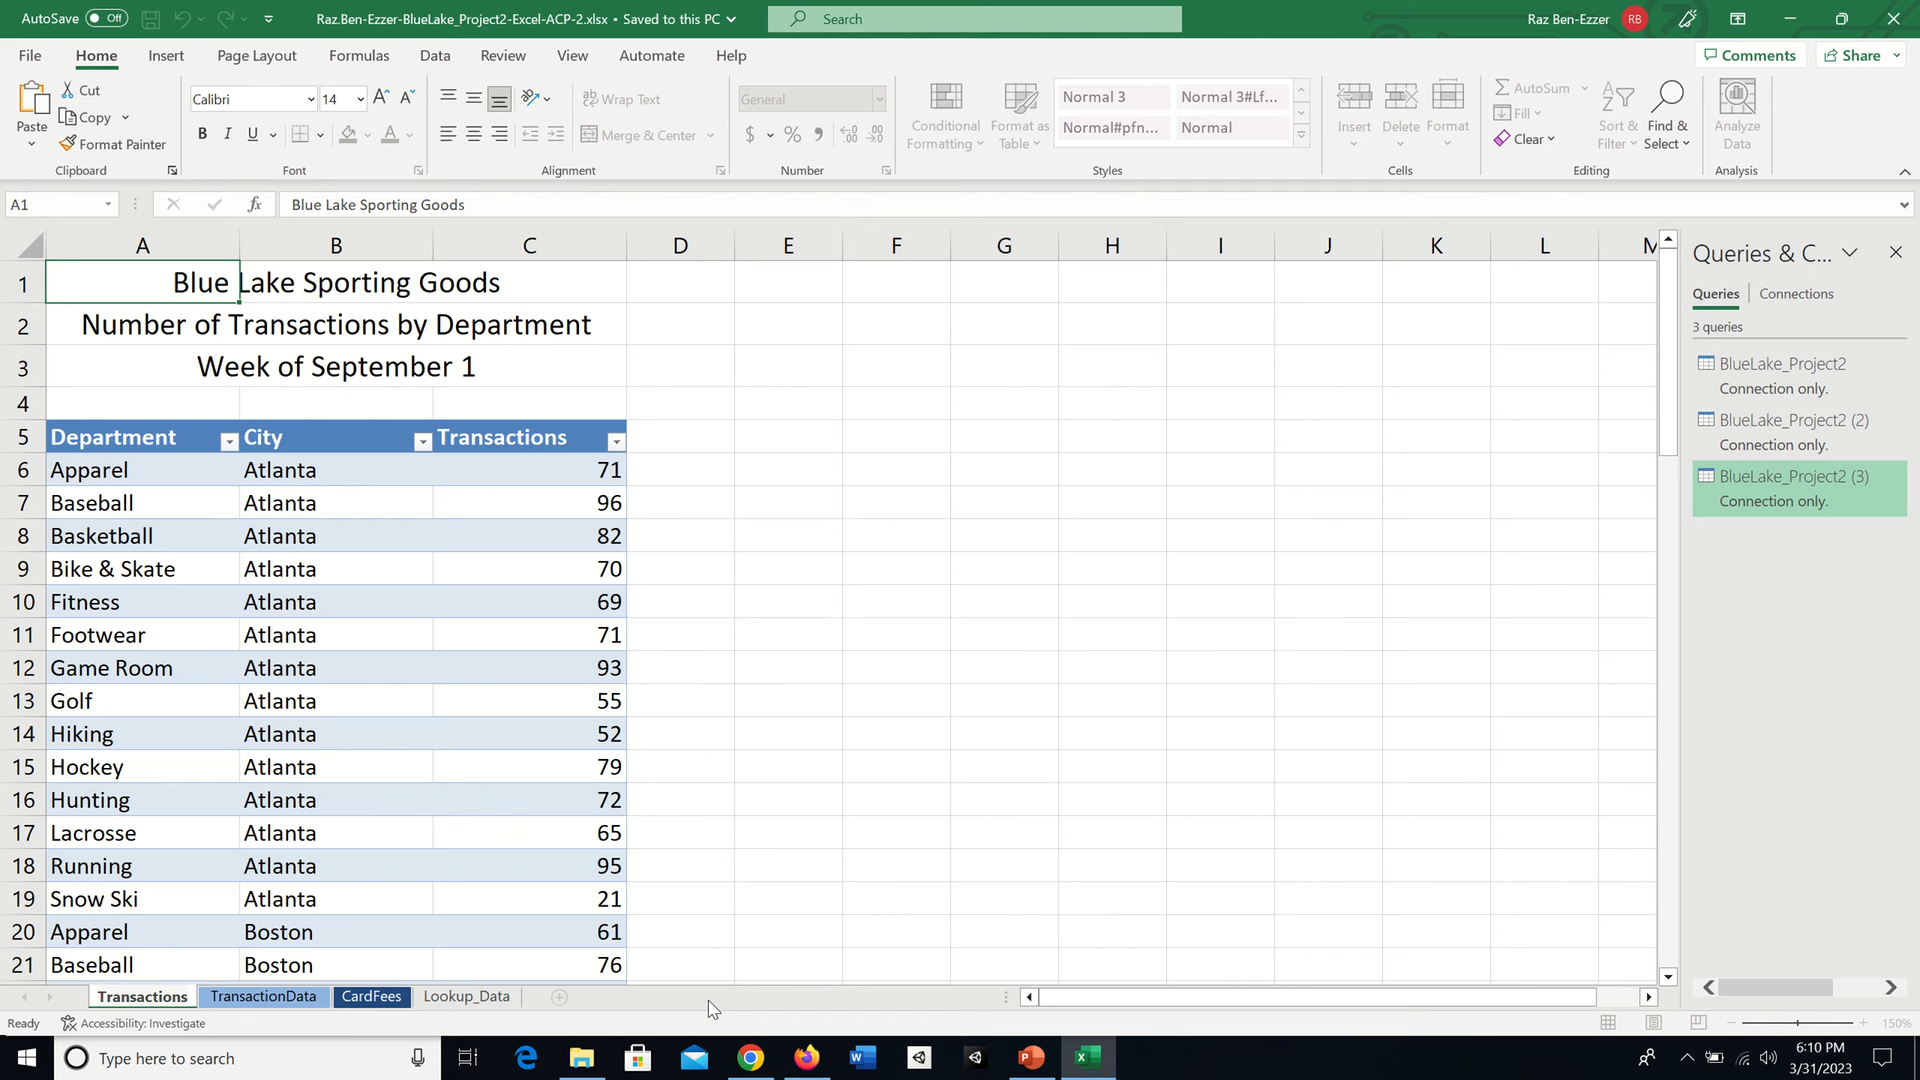 AutoSave Off Raz.Ben-Ezzer-BlueLake_Project2-Excel-ACP-2.xlsx • Saved to this PC Search Raz Ben-Ezzer RB
File Home Insert Page Layout Formulas Data Review View Automate Help Comments Share
Paste Cut Copy Format Painter
Calibri 14 A A
B I U A
Wrap Text
Merge & Center
General
$ % 9
Conditional Formatting
Format as Table
Normal 3 Normal 3#Lf...
Normal#pfn... Normal
Insert Delete Format
AutoSum
Fill
Clear
Sort & Filter
Find & Select
Analyze Data
Clipboard Font Alignment Number Styles Cells Editing Analysis
A1 fx Blue Lake Sporting Goods
A B C D E F G H I J K L M
1 Blue Lake Sporting Goods
2 Number of Transactions by Department
3 Week of September 1
4
5 Department City Transactions
6 Apparel Atlanta 71
7 Baseball Atlanta 96
8 Basketball Atlanta 82
9 Bike & Skate Atlanta 70
10 Fitness Atlanta 69
11 Footwear Atlanta 71
12 Game Room Atlanta 93
13 Golf Atlanta 55
14 Hiking Atlanta 52
15 Hockey Atlanta 79
16 Hunting Atlanta 72
17 Lacrosse Atlanta 65
18 Running Atlanta 95
19 Snow Ski Atlanta 21
20 Apparel Boston 61
21 Baseball Boston 76
Queries & C...
Queries Connections
3 queries
BlueLake_Project2
Connection only.
BlueLake_Project2 (2)
Connection only.
BlueLake_Project2 (3)
Connection only.
Transactions TransactionData CardFees Lookup_Data
Ready Accessibility: Investigate 150%
Type here to search
6:10 PM
3/31/2023